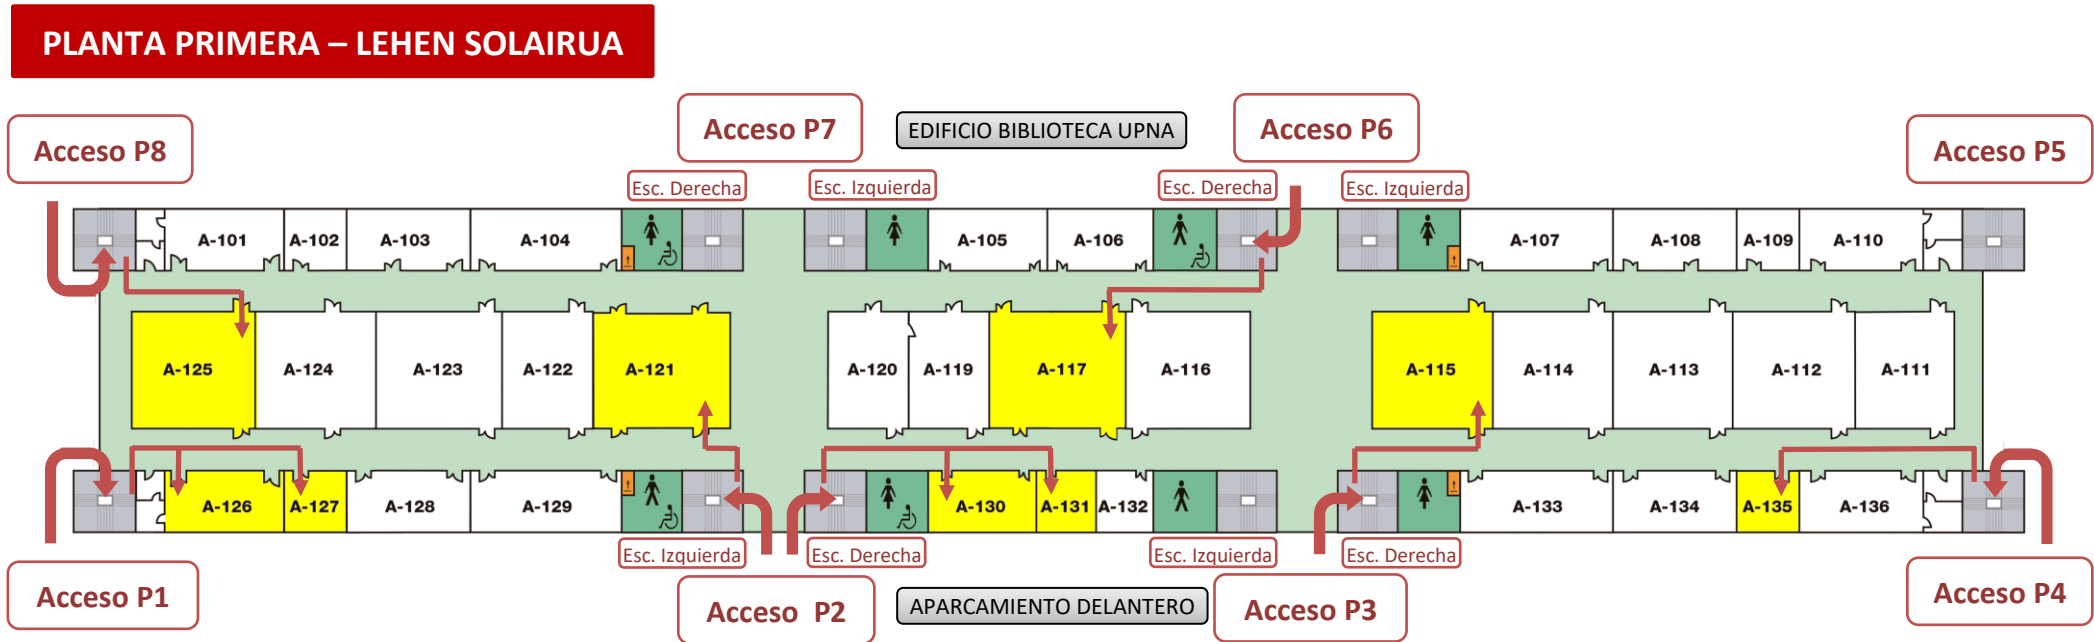 PLANTA PRIMERA – LEHEN SOLAIRUA
Acceso P8
Acceso P7
EDIFICIO BIBLIOTECA UPNA
Acceso P6
Acceso P5
Esc. Derecha
Esc. Izquierda
Esc. Derecha
Esc. Izquierda
A-101
A-102
A-103
A-104
A-105
A-106
A-107
A-108
A-109
A-110
A-125
A-124
A-123
A-122
A-121
A-120
A-119
A-117
A-116
A-115
A-114
A-113
A-112
A-111
A-126
A-127
A-128
A-129
A-130
A-131
A-132
A-133
A-134
A-135
A-136
Esc. Izquierda
Esc. Derecha
Esc. Izquierda
Esc. Derecha
Acceso P1
Acceso P2
APARCAMIENTO DELANTERO
Acceso P3
Acceso P4